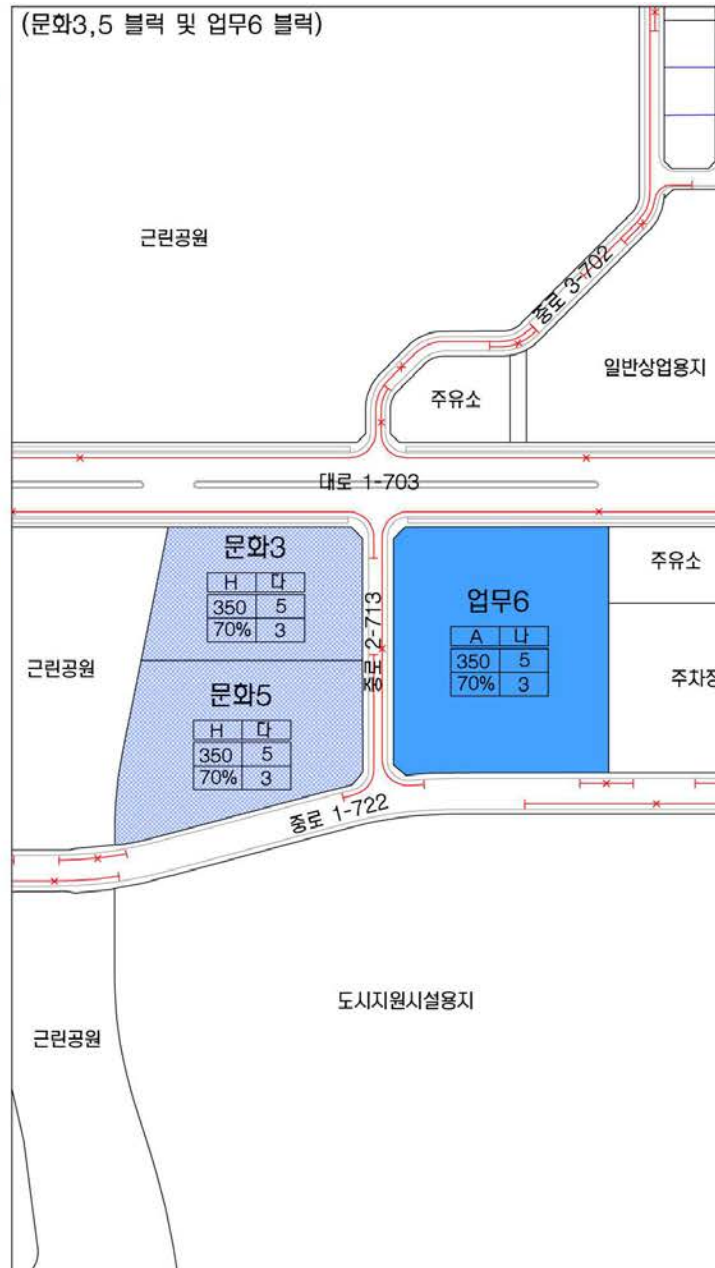 (문화3,5 블럭 및 업무6 블럭)
근린공원
중로 3-702
일반상업용지
주유소
대로 1-703
문화3
H 다
350 5
70% 3
중로 2-713
업무6
A 나
350 5
70% 3
주유소
근린공원
주차장
문화5
H 다
350 5
70% 3
중로 1-722
도시지원시설용지
근린공원